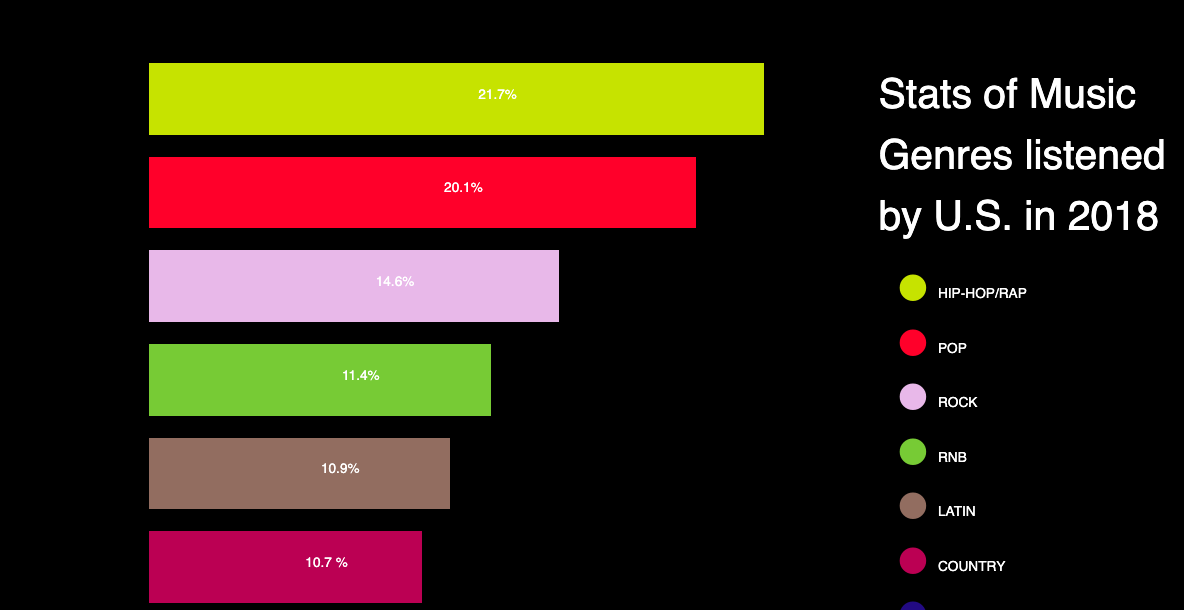 21.7%
20.1%
14.6%
11.4%
10.9%
10.7 %
Stats of Music
Genres listened
by U.S. in 2018
HIP-HOP/RAP
POP
ROCK
RNB
LATIN
COUNTRY